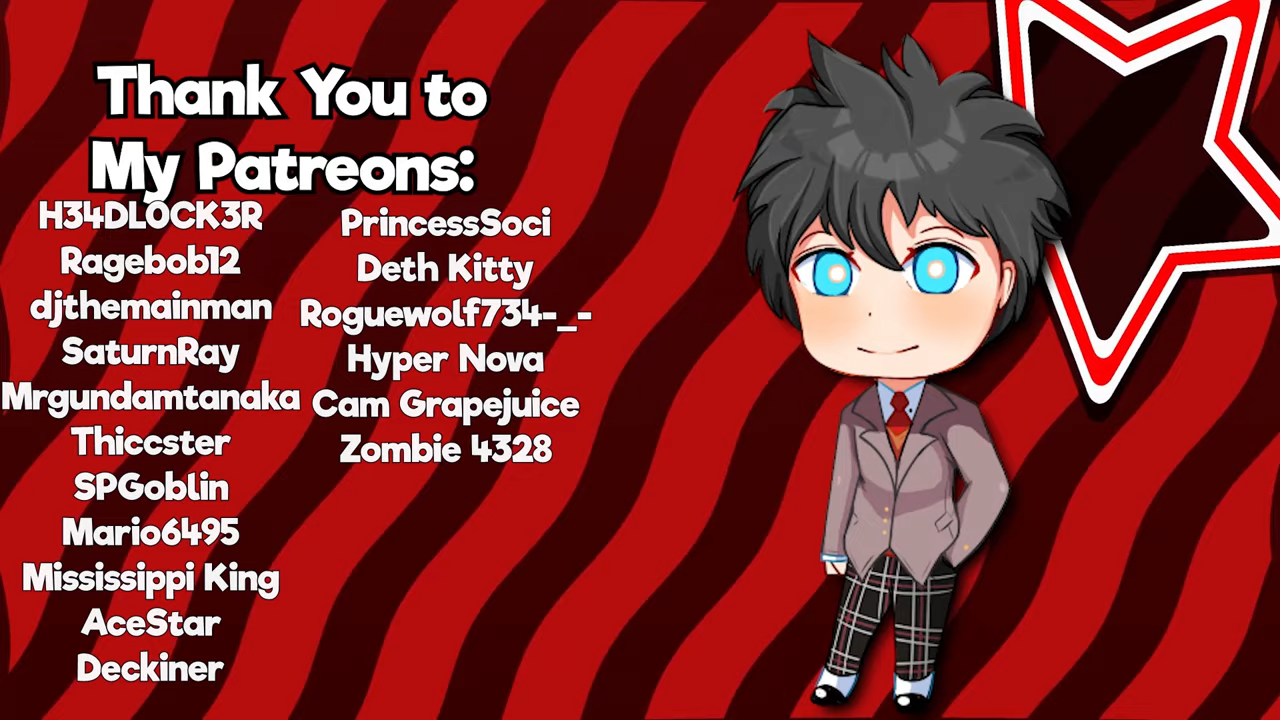 Thank You to
My Patreons:
H34DL0CK3R
Ragebob12
djthemainman
SaturnRay
Mrgundamtanaka
Thiccster
SPGoblin
Mario6495
Mississippi King
AceStar
Deckiner
PrincessSoci
Deth Kitty
Roguewolf734-_-
Hyper Nova
Cam Grapejuice
Zombie 4328